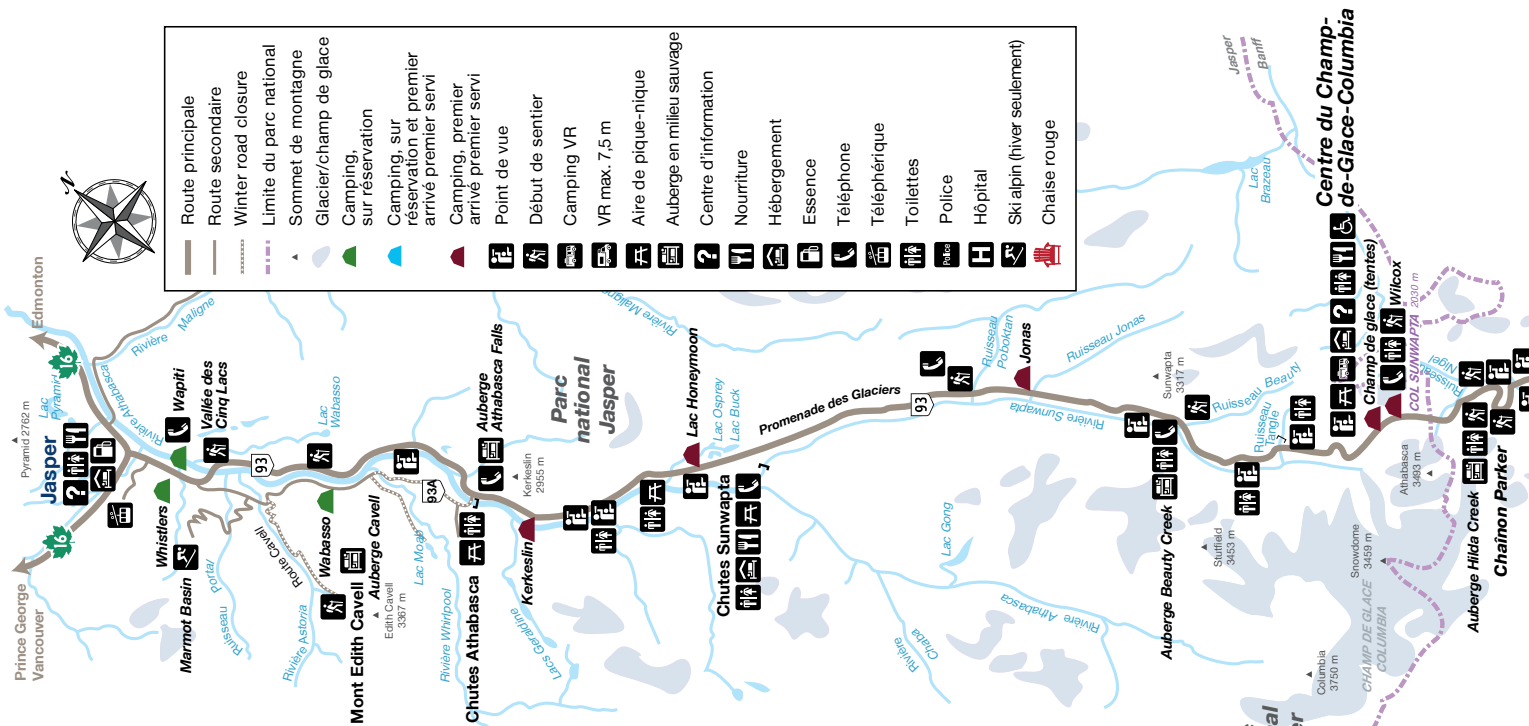 Prince George
Vancouver
16
Edmonton
16
Pyramid 2762 m
Lac
Pyramid
Jasper
Rivière Athabasca
Rivière
Maligne
Whistlers
Wapiti
Marmot Basin
Vallée des
Cinq Lacs
93
Ruisseau
Portal
Route Cavell
Wabasso
Lac
Wabasso
Rivière Astoria
Mont Edith Cavell
Auberge Cavell
Edith Cavell
3367 m
Lac Moab
93A
Auberge
Athabasca Falls
Chutes Athabasca
Rivière Whirlpool
Kerkeslin
2955 m
Kerkeslin
Lacs Geraldine
Parc
national
Jasper
Rivière Maligne
Lac Honeymoon
Lac Osprey
Lac Buck
Chutes Sunwapta
Promenade des Glaciers
Rivière
Chaba
Lac Gong
Rivière Athabasca
93
Ruisseau
Poboktan
Jonas
Ruisseau Jonas
Rivière Sunwapta
Sunwapta
3317 m
Auberge Beauty Creek
Ruisseau Beauty
Ruisseau
Tangle
Stutfield
3453 m
Lac
Brazeau
Jasper
Banff
Centre du Champ-
de-Glace-Columbia
Champ de glace (tentes)
Wilcox
COL SUNWAPTA 2030 m
Ruisseau
Nigel
Athabasca
3493 m
Snowdome
3459 m
Columbia
3750 m
CHAMP DE GLACE
COLUMBIA
Auberge Hilda Creek
Chaînon Parker
Route principale
Route secondaire
Winter road closure
Limite du parc national
Sommet de montagne
Glacier/champ de glace
Camping,
sur réservation
Camping, sur
réservation et premier
arrivé premier servi
Camping, premier
arrivé premier servi
Point de vue
Début de sentier
Camping VR
VR max. 7,5 m
Aire de pique-nique
Auberge en milieu sauvage
Centre d'information
Nourriture
Hébergement
Essence
Téléphone
Téléphérique
Toilettes
Police
Police
H
Hôpital
Ski alpin (hiver seulement)
Chaise rouge
N